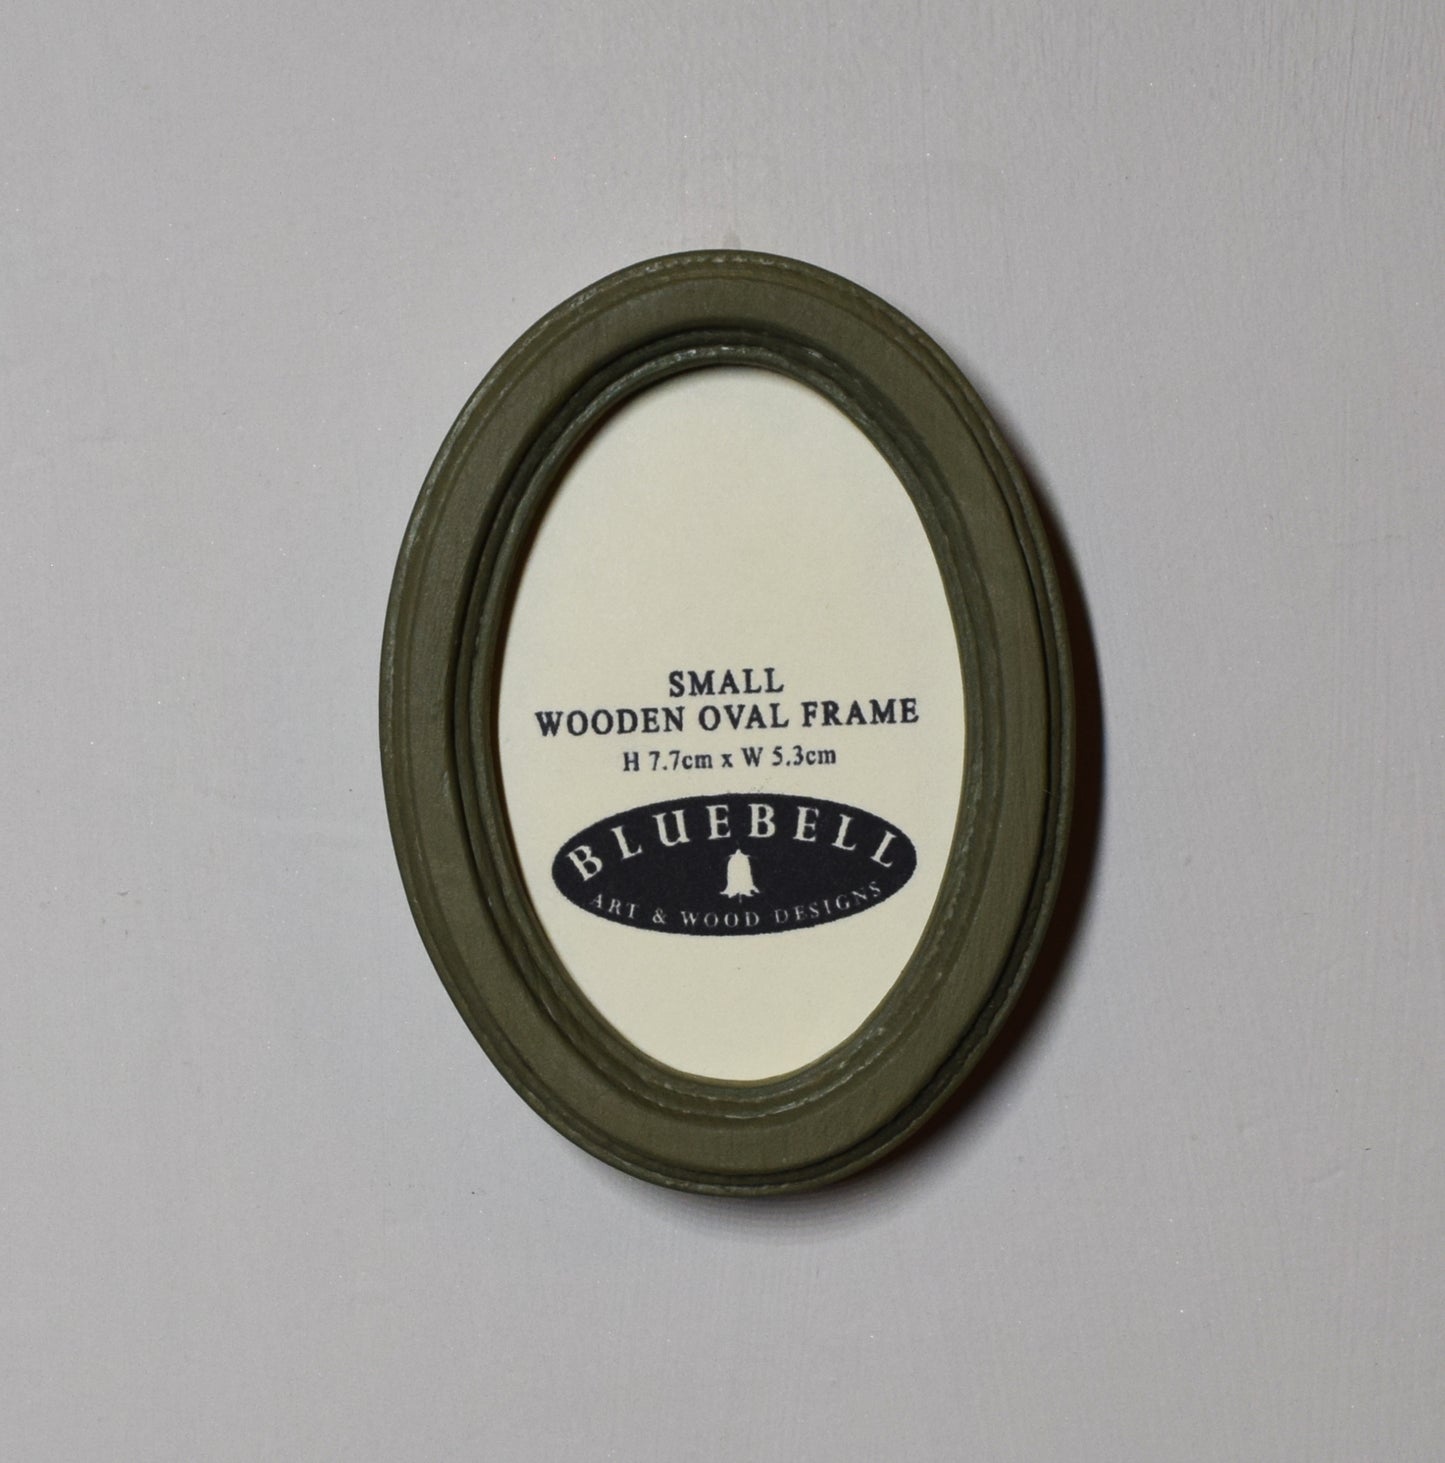 SMALL
WOODEN OVAL FRAME
H 7.7cm x W 5.3cm
BLUEBELL
ART & WOOD DESIGNS